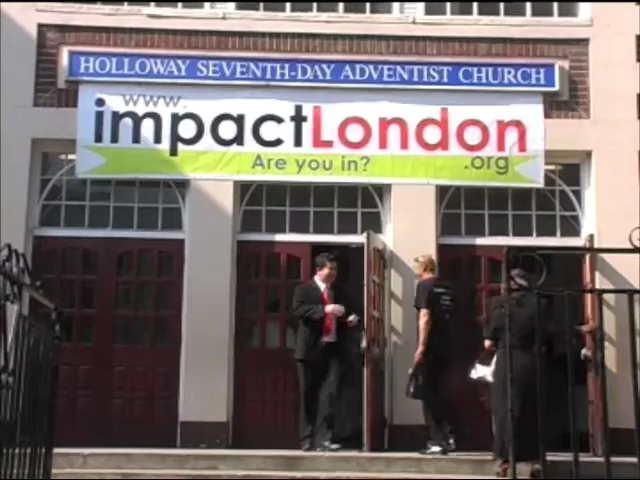 HOLLOWAY SEVENTH-DAY ADVENTIST CHURCH
www.
impactLondon
Are you in? .org